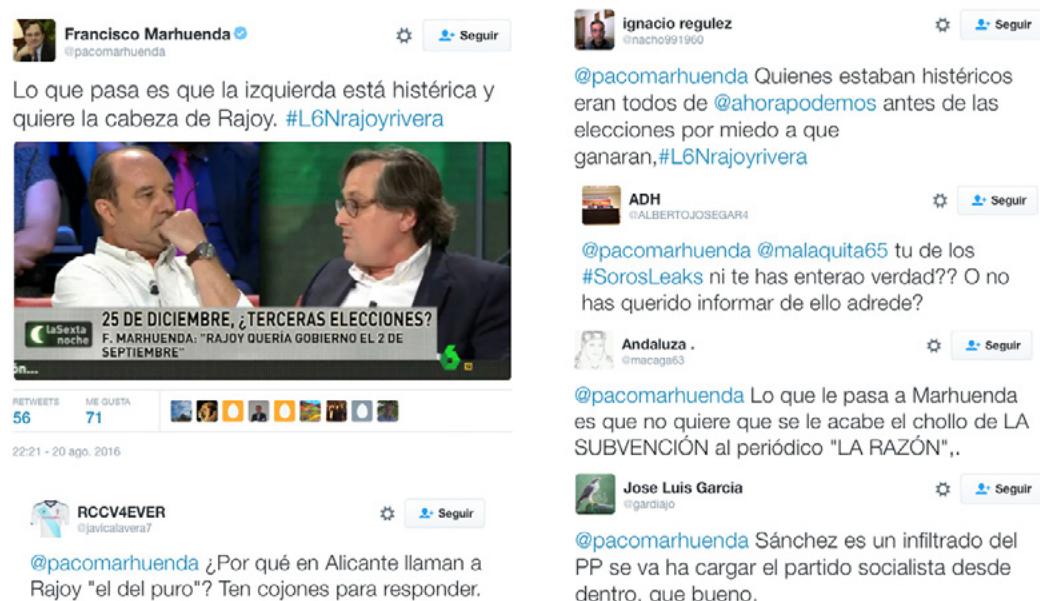 Francisco Marhuenda
@pacomarhuenda
Seguir
Lo que pasa es que la izquierda está histérica y
quiere la cabeza de Rajoy. #L6Nrajoyrivera
laSexta
noche
25 DE DICIEMBRE, ¿TERCERAS ELECCIONES?
F. MARHUENDA: "RAJOY QUERÍA GOBIERNO EL 2 DE
SEPTIEMBRE"
ón...
6
RETWEETS
56
ME GUSTA
71
22:21 - 20 ago. 2016
RCCV4EVER
@javicalavera7
Seguir
@pacomarhuenda ¿Por qué en Alicante llaman a
Rajoy "el del puro"? Ten cojones para responder.
ignacio regulez
@nacho991960
Seguir
@pacomarhuenda Quienes estaban histéricos
eran todos de @ahorapodemos antes de las
elecciones por miedo a que
ganaran,#L6Nrajoyrivera
ADH
@ALBERTOJOSEGAR4
Seguir
@pacomarhuenda @malaquita65 tu de los
#SorosLeaks ni te has enterao verdad?? O no
has querido informar de ello adrede?
Andaluza .
@macaga63
Seguir
@pacomarhuenda Lo que le pasa a Marhuenda
es que no quiere que se le acabe el chollo de LA
SUBVENCIÓN al periódico "LA RAZÓN",.
Jose Luis Garcia
@gardiajo
Seguir
@pacomarhuenda Sánchez es un infiltrado del
PP se va ha cargar el partido socialista desde
dentro, que bueno.